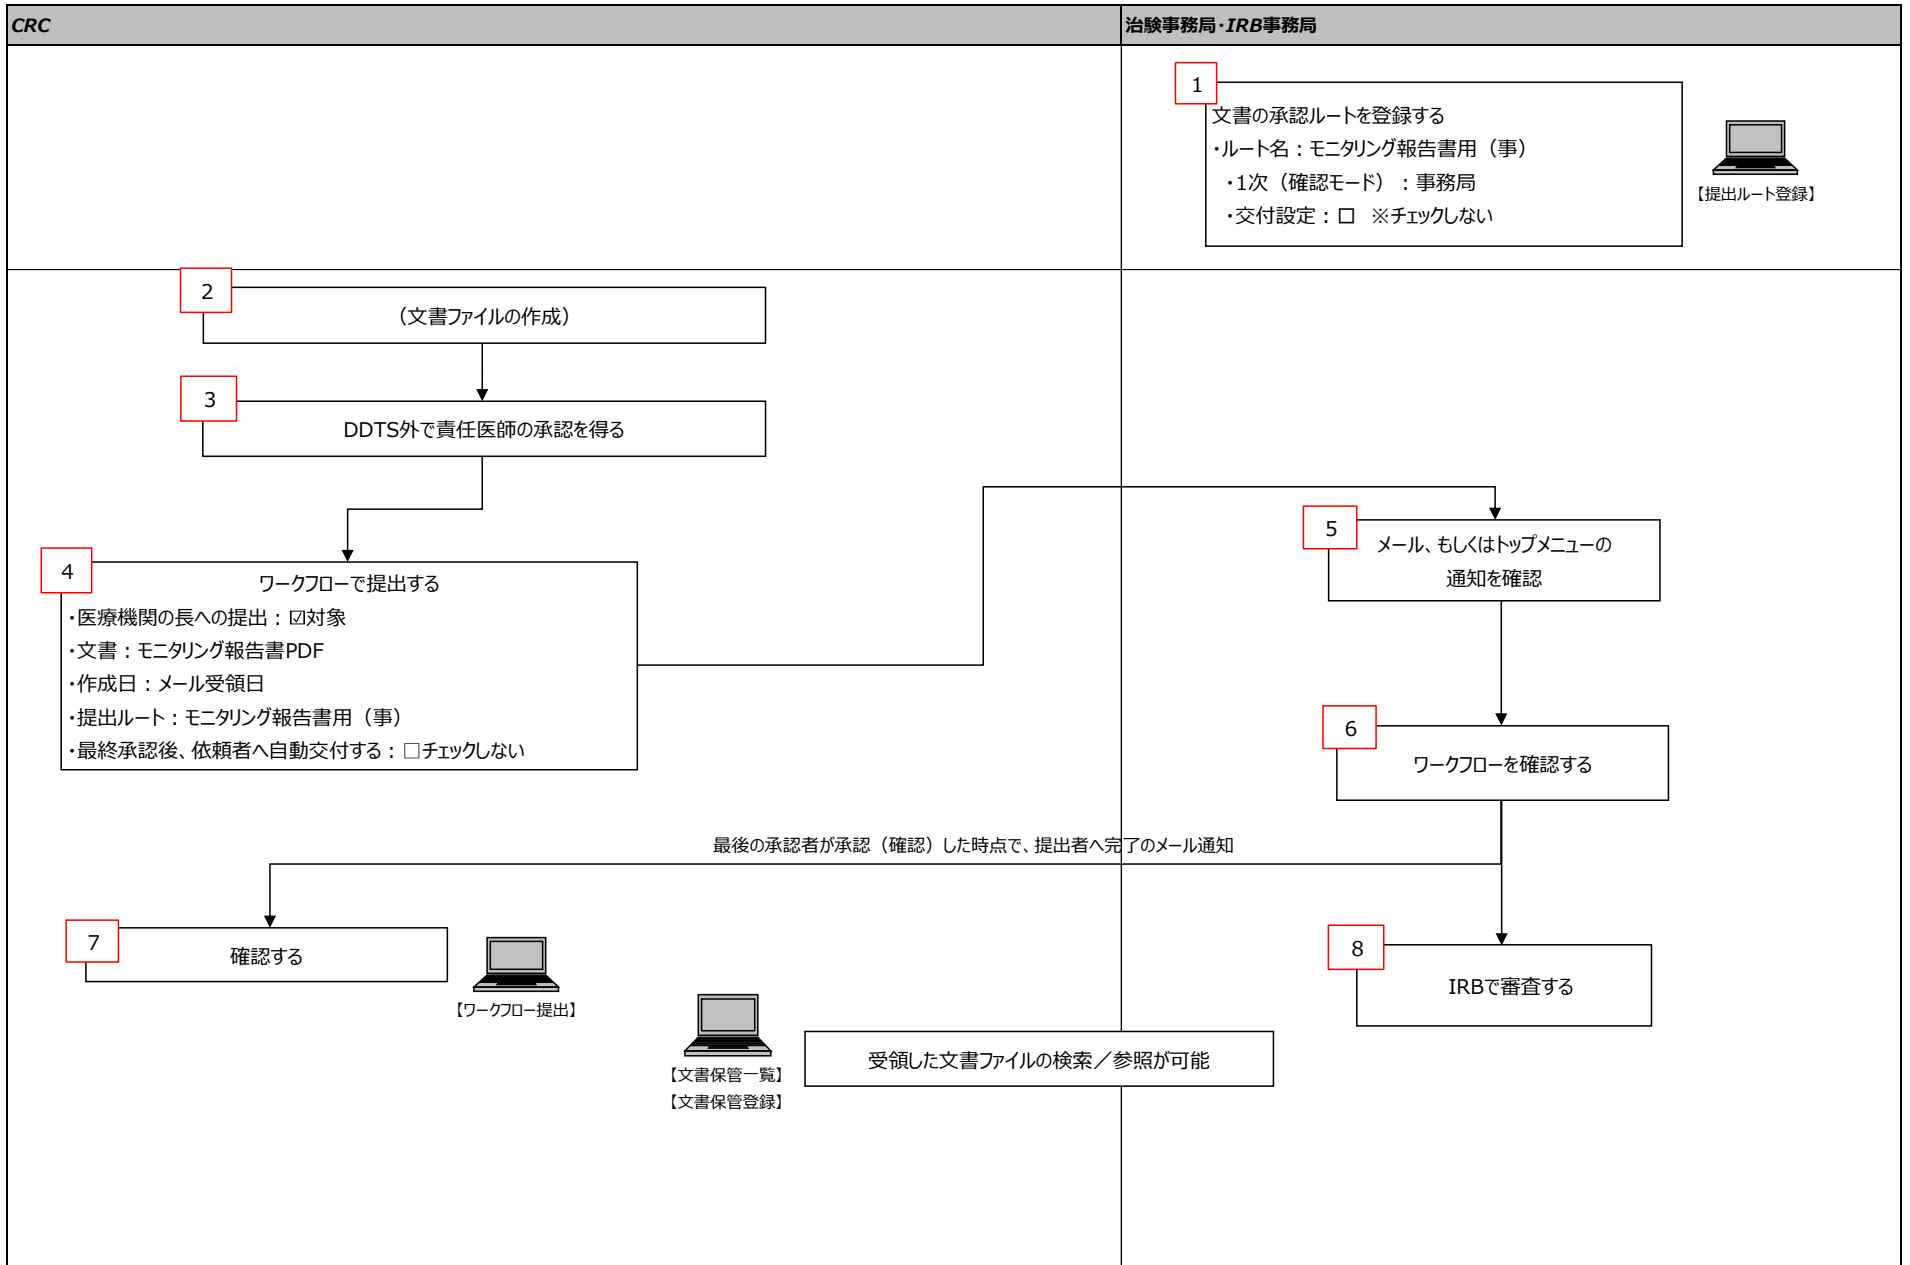 CRC
治験事務局・IRB事務局
1
文書の承認ルートを登録する
・ルート名：モニタリング報告書用（事）
・1次（確認モード）：事務局
・交付設定：☐ ※チェックしない
【提出ルート登録】
2
（文書ファイルの作成）
3
DDTS外で責任医師の承認を得る
4
ワークフローで提出する
・医療機関の長への提出：☑対象
・文書：モニタリング報告書PDF
・作成日：メール受領日
・提出ルート：モニタリング報告書用（事）
・最終承認後、依頼者へ自動交付する：□チェックしない
5
メール、もしくはトップメニューの
通知を確認
6
ワークフローを確認する
最後の承認者が承認（確認）した時点で、提出者へ完了のメール通知
7
確認する
【ワークフロー提出】
8
IRBで審査する
【文書保管一覧】
【文書保管登録】
受領した文書ファイルの検索／参照が可能